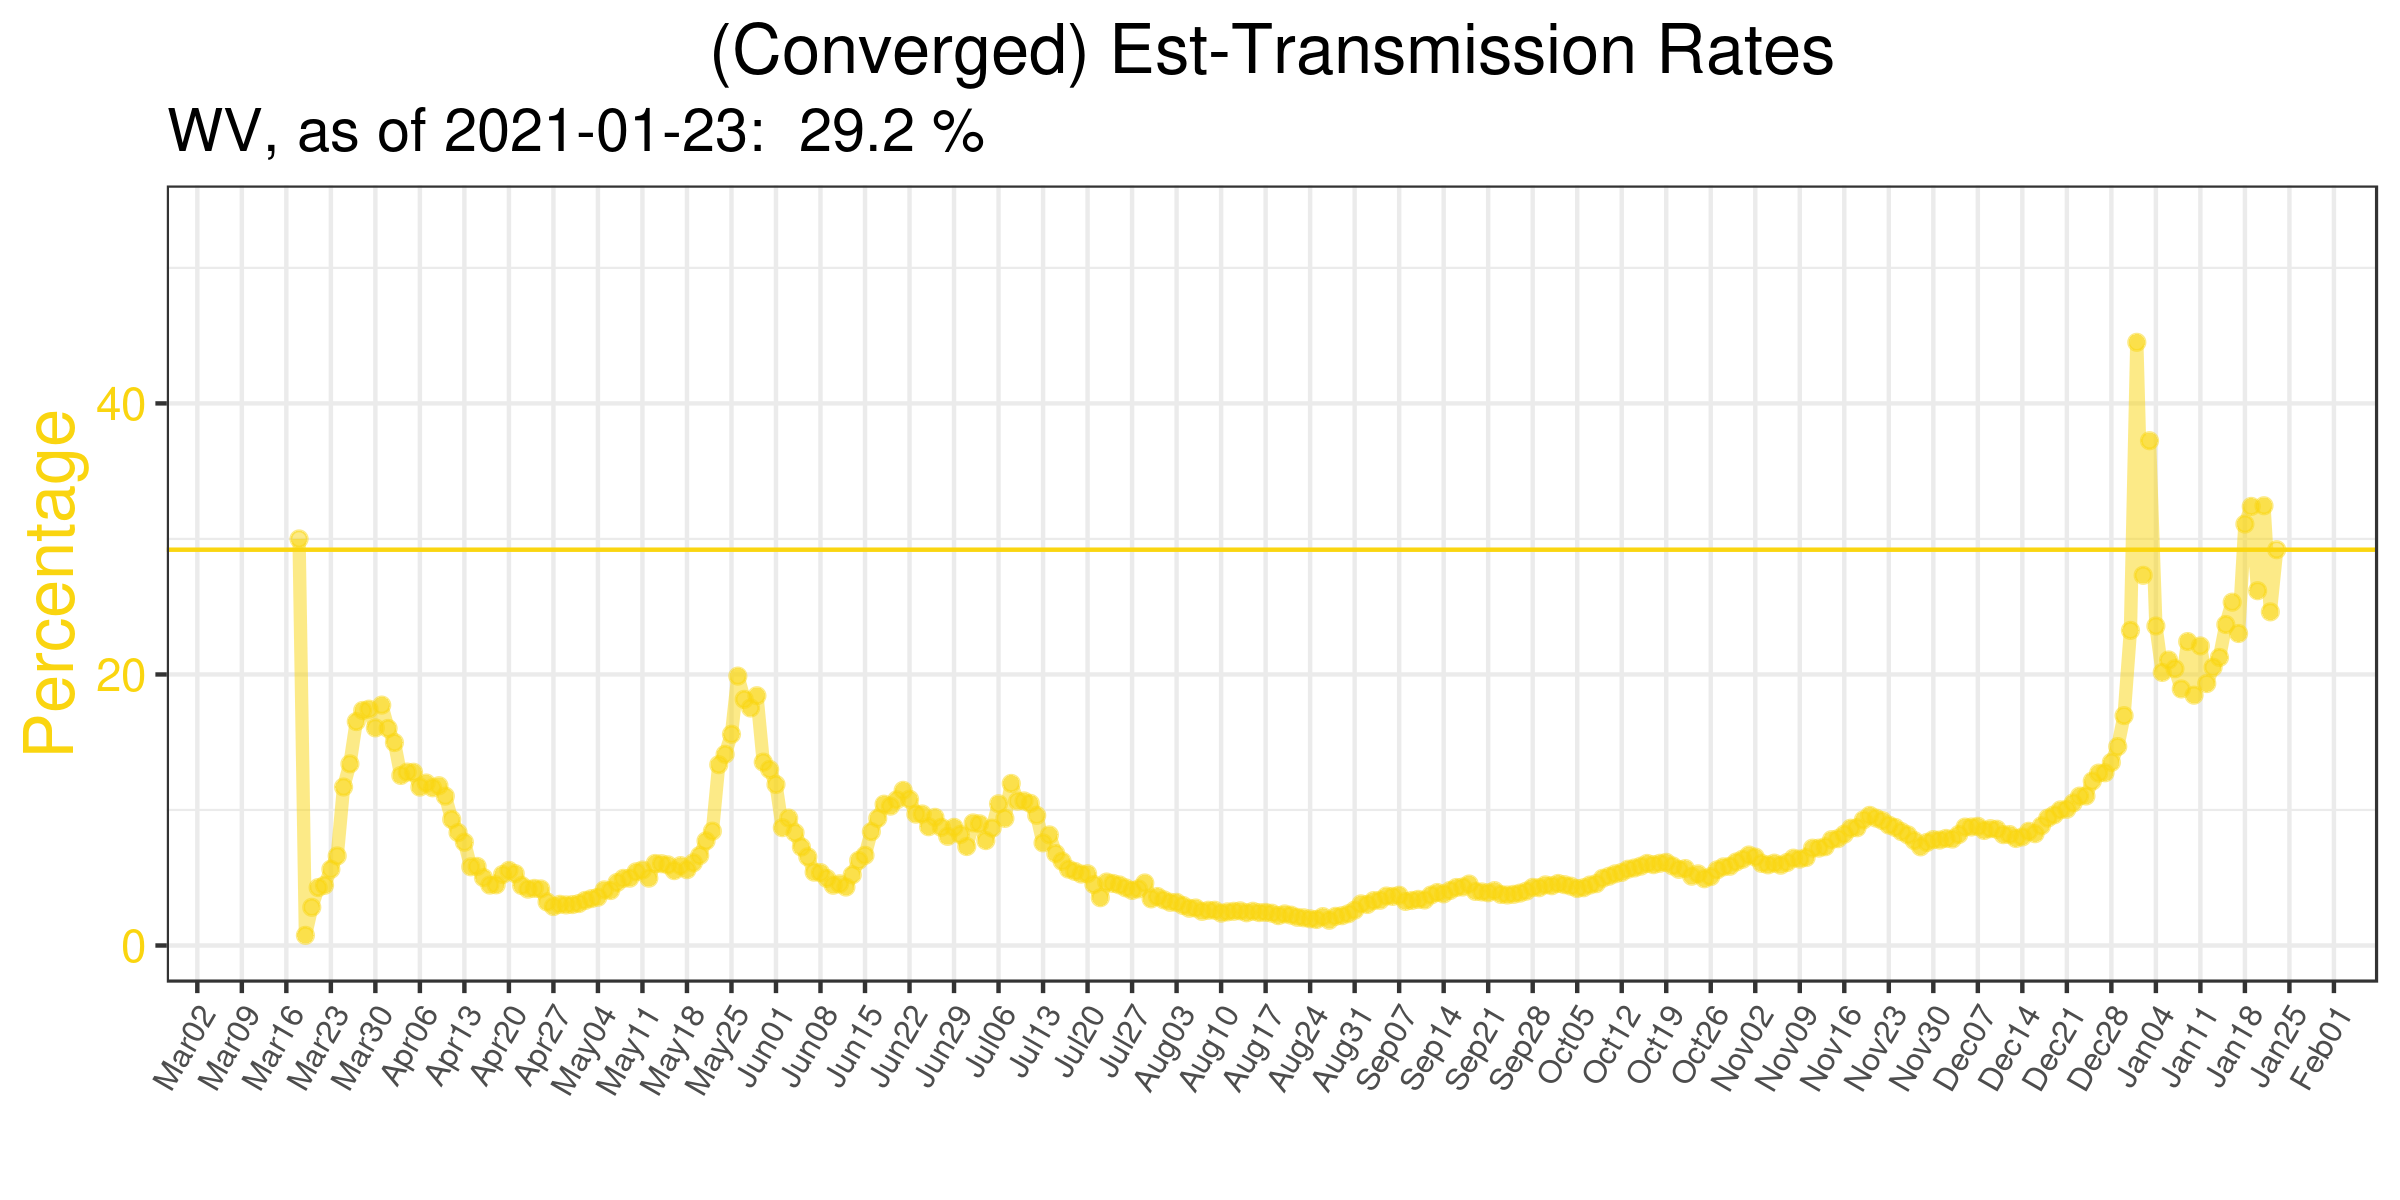 (Converged) Est-Transmission Rates
WV, as of 2021-01-23:  29.2 %
Percentage
40
20
0
Mar02
Mar09
Mar16
Mar23
Mar30
Apr06
Apr13
Apr20
Apr27
May04
May11
May18
May25
Jun01
Jun08
Jun15
Jun22
Jun29
Jul06
Jul13
Jul20
Jul27
Aug03
Aug10
Aug17
Aug24
Aug31
Sep07
Sep14
Sep21
Sep28
Oct05
Oct12
Oct19
Oct26
Nov02
Nov09
Nov16
Nov23
Nov30
Dec07
Dec14
Dec21
Dec28
Jan04
Jan11
Jan18
Jan25
Feb01